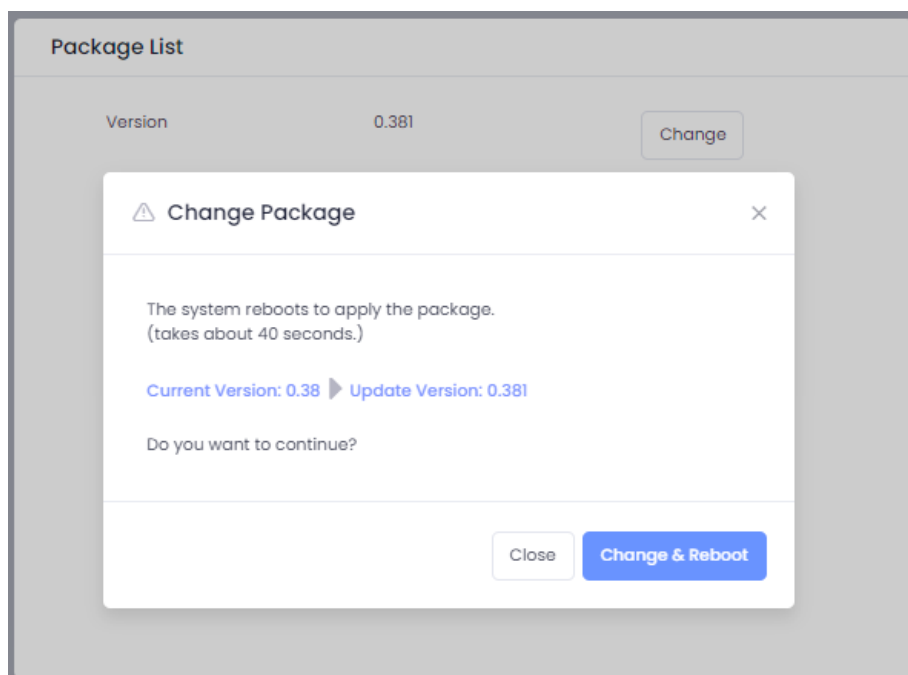 Package List
Version 0.381 Change
Change Package
The system reboots to apply the package.
(takes about 40 seconds.)
Current Version: 0.38 Update Version: 0.381
Do you want to continue?
Close Change & Reboot